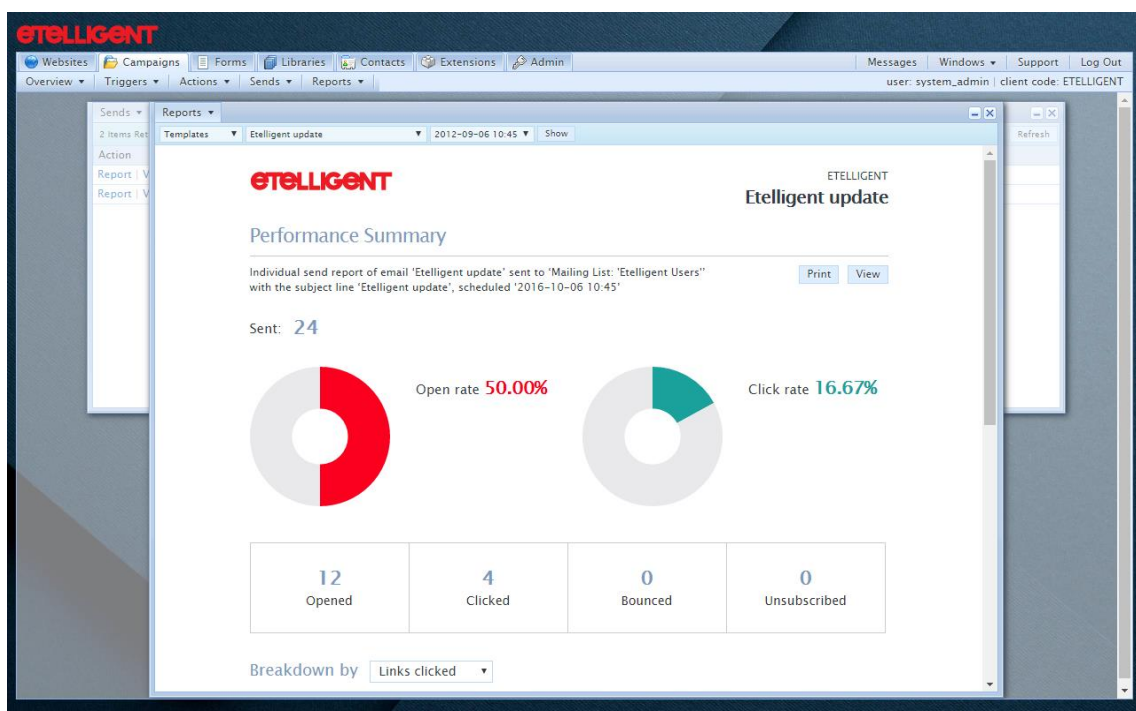 eTELLIGENT
Websites Campaigns Forms Libraries Contacts Extensions Admin Messages Windows Support Log Out
Overview Triggers Actions Sends Reports user: system_admin | client code: ETELLIGENT
Sends Reports
2 Items Ret Templates Etelligent update 2012-09-06 10:45 Show Refresh
Action
Report | V
Report | V
eTELLIGENT
ETELLIGENT
Etelligent update
Performance Summary
Individual send report of email 'Etelligent update' sent to 'Mailing List: 'Etelligent Users''
with the subject line 'Etelligent update', scheduled '2016-10-06 10:45'
Print View
Sent: 24
Open rate 50.00% Click rate 16.67%
12 4 0 0
Opened Clicked Bounced Unsubscribed
Breakdown by Links clicked